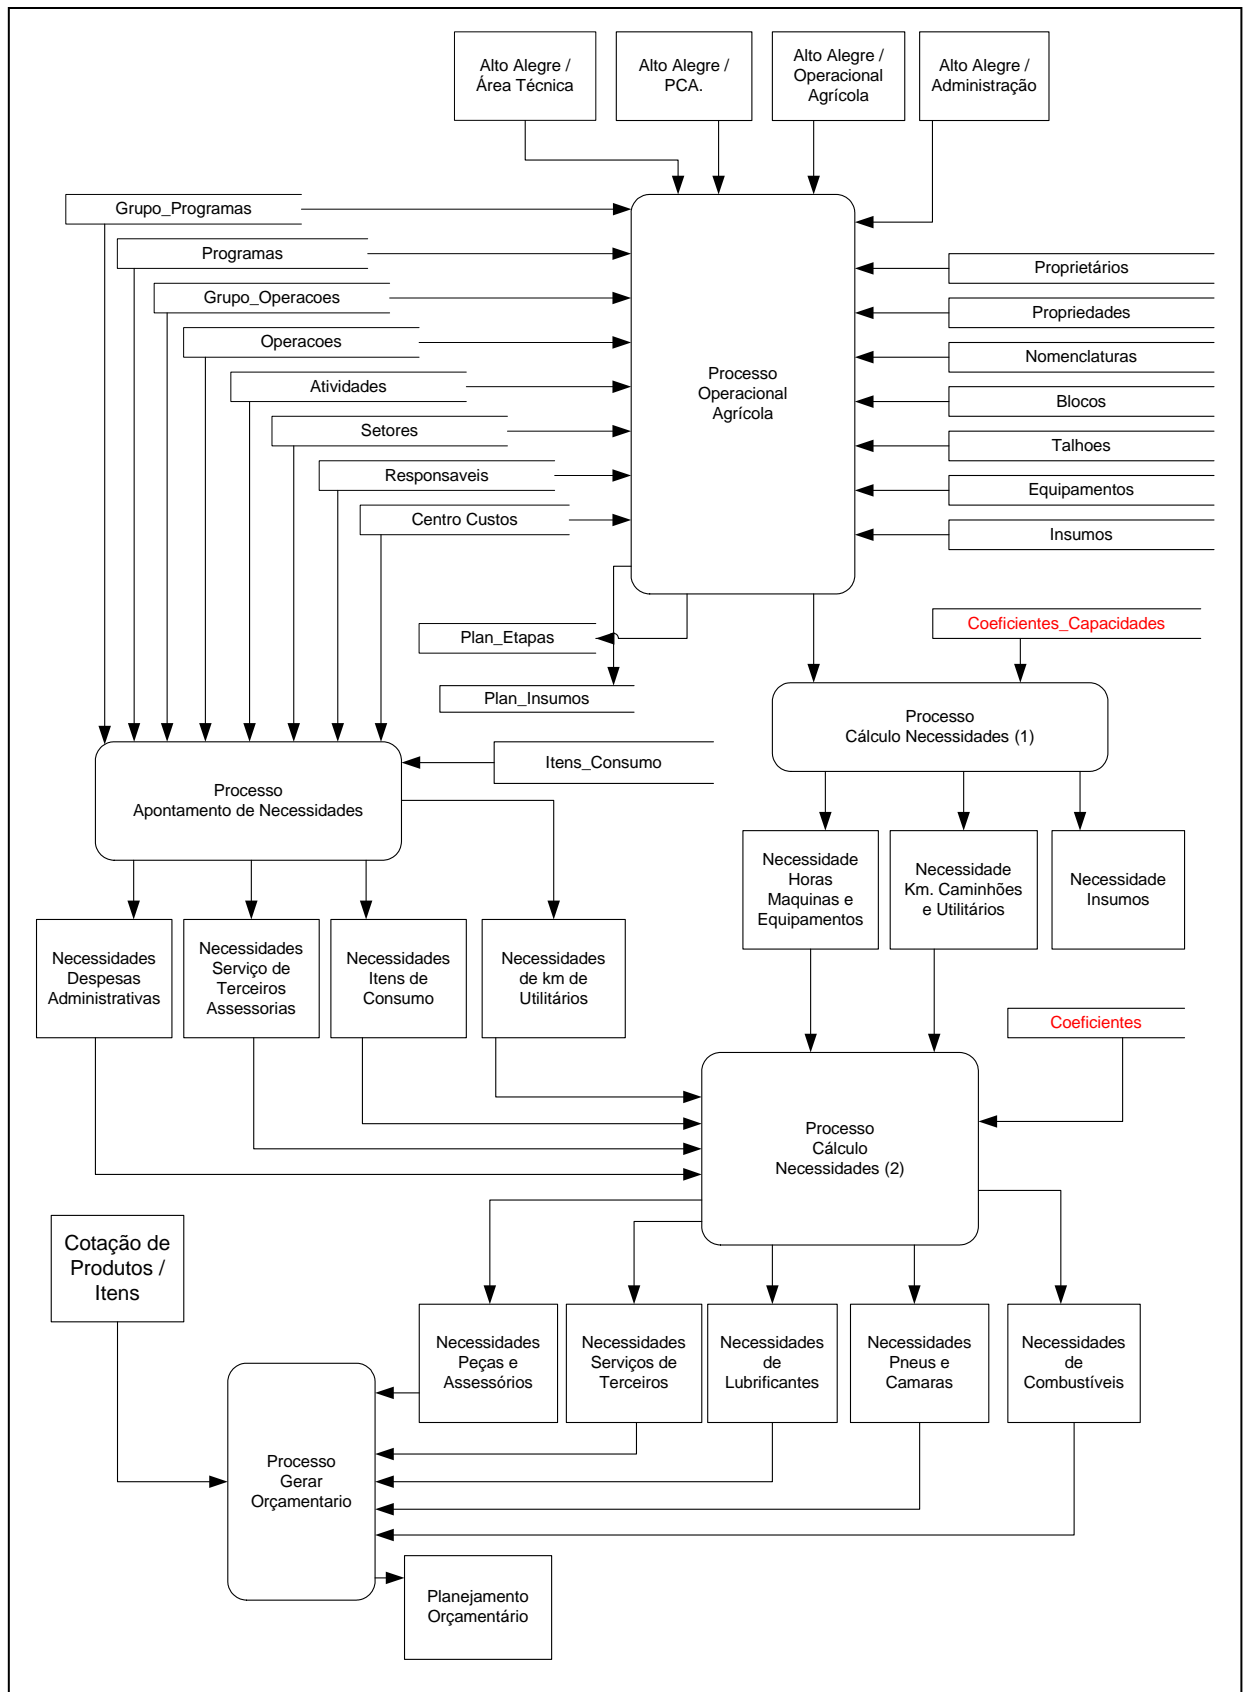 Alto Alegre /
Área Técnica
Alto Alegre /
PCA.
Alto Alegre /
Operacional
Agrícola
Alto Alegre /
Administração
Grupo_Programas
Programas
Grupo_Operacoes
Operacoes
Atividades
Setores
Responsaveis
Centro Custos
Processo
Operacional
Agrícola
Proprietários
Propriedades
Nomenclaturas
Blocos
Talhoes
Equipamentos
Insumos
Plan_Etapas
Plan_Insumos
Coeficientes_Capacidades
Processo
Cálculo Necessidades (1)
Itens_Consumo
Processo
Apontamento de Necessidades
Necessidade
Horas
Maquinas e
Equipamentos
Necessidade
Km. Caminhões
e Utilitários
Necessidade
Insumos
Necessidades
Despesas
Administrativas
Necessidades
Serviço de
Terceiros
Assessorias
Necessidades
Itens de
Consumo
Necessidades
de km de
Utilitários
Coeficientes
Processo
Cálculo
Necessidades (2)
Cotação de
Produtos /
Itens
Necessidades
Peças e
Assessórios
Necessidades
Serviços de
Terceiros
Necessidades
de
Lubrificantes
Necessidades
Pneus e
Camaras
Necessidades
de
Combustíveis
Processo
Gerar
Orçamentario
Planejamento
Orçamentário